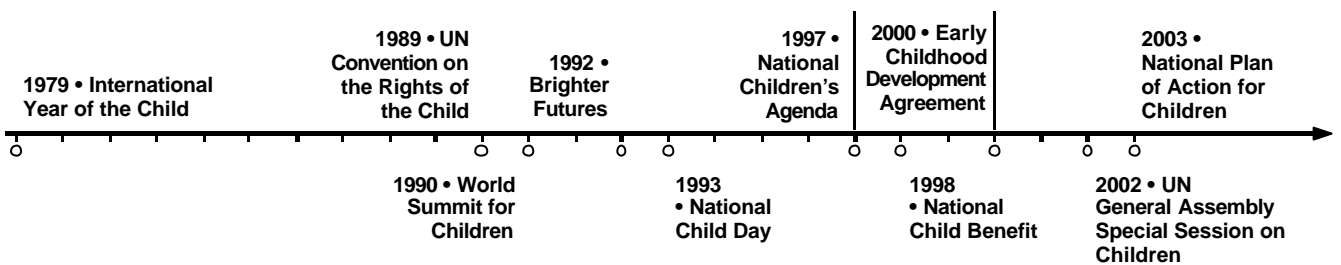 1979 • International
Year of the Child
1989 • UN
Convention on
the Rights of
the Child
1992 •
Brighter
Futures
1997 •
National
Children’s
Agenda
2000 • Early
Childhood
Development
Agreement
2003 •
National Plan
of Action for
Children
1990 • World
Summit for
Children
1993
• National
Child Day
1998
• National
Child Benefit
2002 • UN
General Assembly
Special Session on
Children